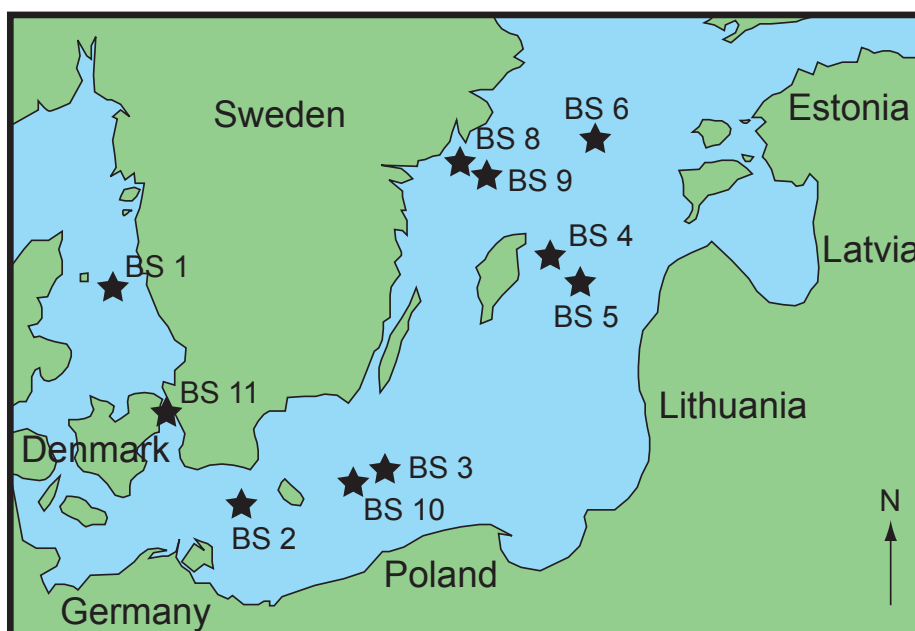 Sweden
Estonia
BS 6
BS 8
BS 9
BS 4
Latvia
BS 1
BS 5
BS 11
Lithuania
Denmark
BS 3
BS 10
N
BS 2
Poland
Germany